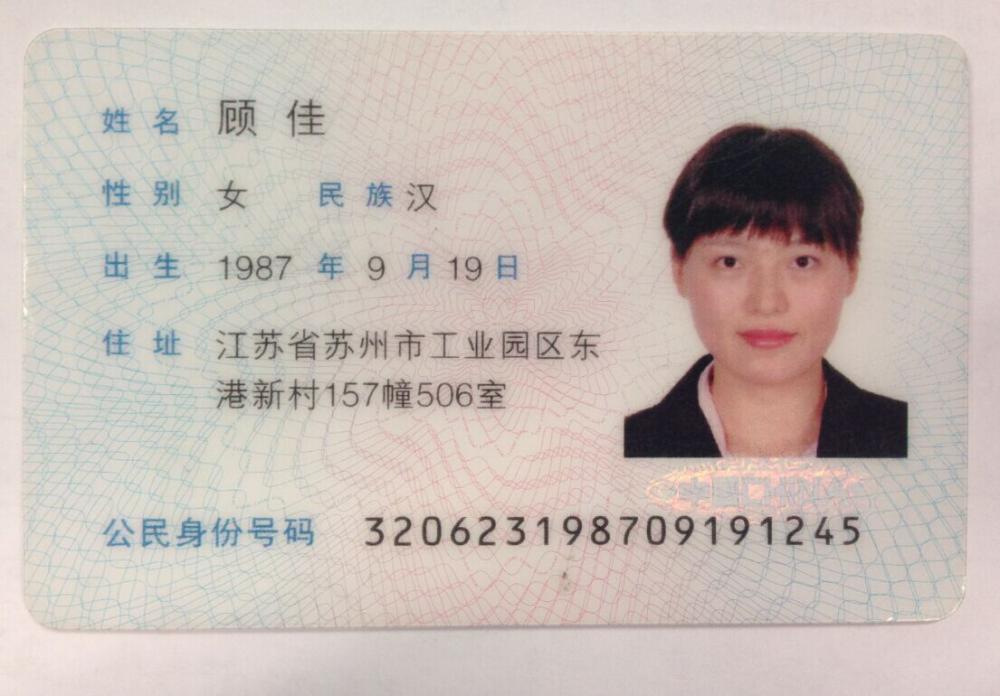 姓名 顾佳
性别 女 民族 汉
出生 1987 年 9 月 19 日
住址 江苏省苏州市工业园区东
港新村157幢506室
公民身份号码 320623198709191245